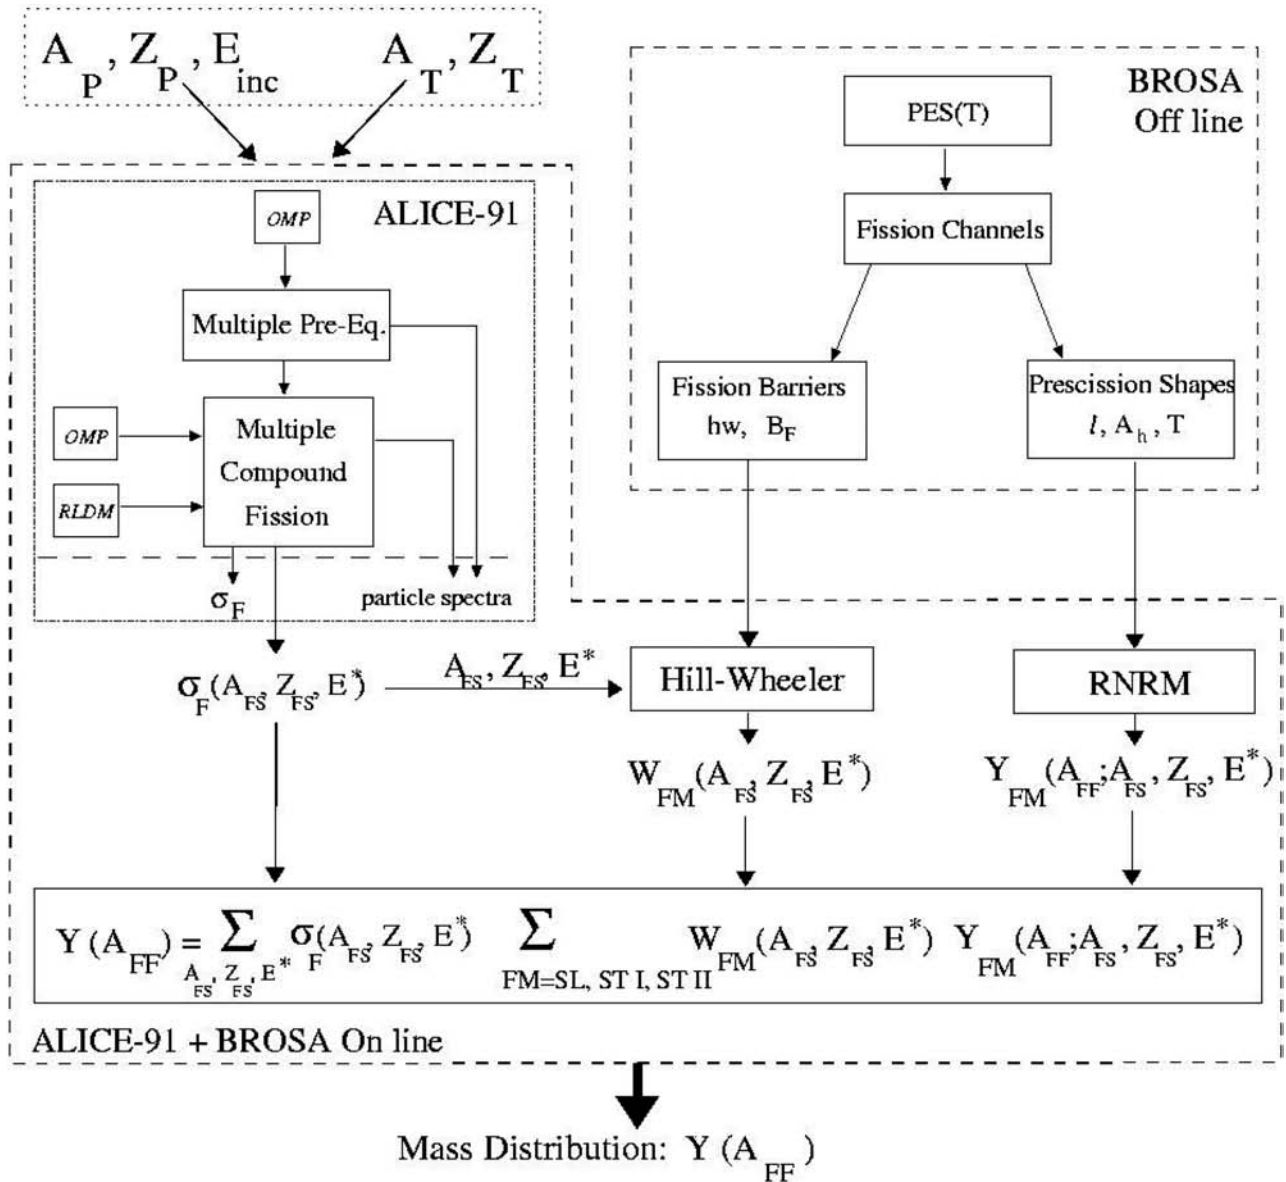 A_P, Z_P, E_inc A_T, Z_T
BROSA
Off line
PES(T)
Fission Channels
Fission Barriers
hw, B_F
Prescission Shapes
l, A_h, T
ALICE-91
OMP
Multiple Pre-Eq.
OMP
RLDM
Multiple
Compound
Fission
σ_F
particle spectra
σ_F(A_FS, Z_FS, E*)
A_FS, Z_FS, E*
Hill-Wheeler
RNRM
W_FM(A_FS, Z_FS, E*)
Y_FM(A_FF; A_FS, Z_FS, E*)
Y(A_FF) = Σ_{A_FS, Z_FS, E*} σ_F(A_FS, Z_FS, E*) Σ_{FM=SL, ST I, ST II} W_FM(A_FS, Z_FS, E*) Y_FM(A_FF; A_FS, Z_FS, E*)
ALICE-91 + BROSA On line
Mass Distribution: Y(A_FF)